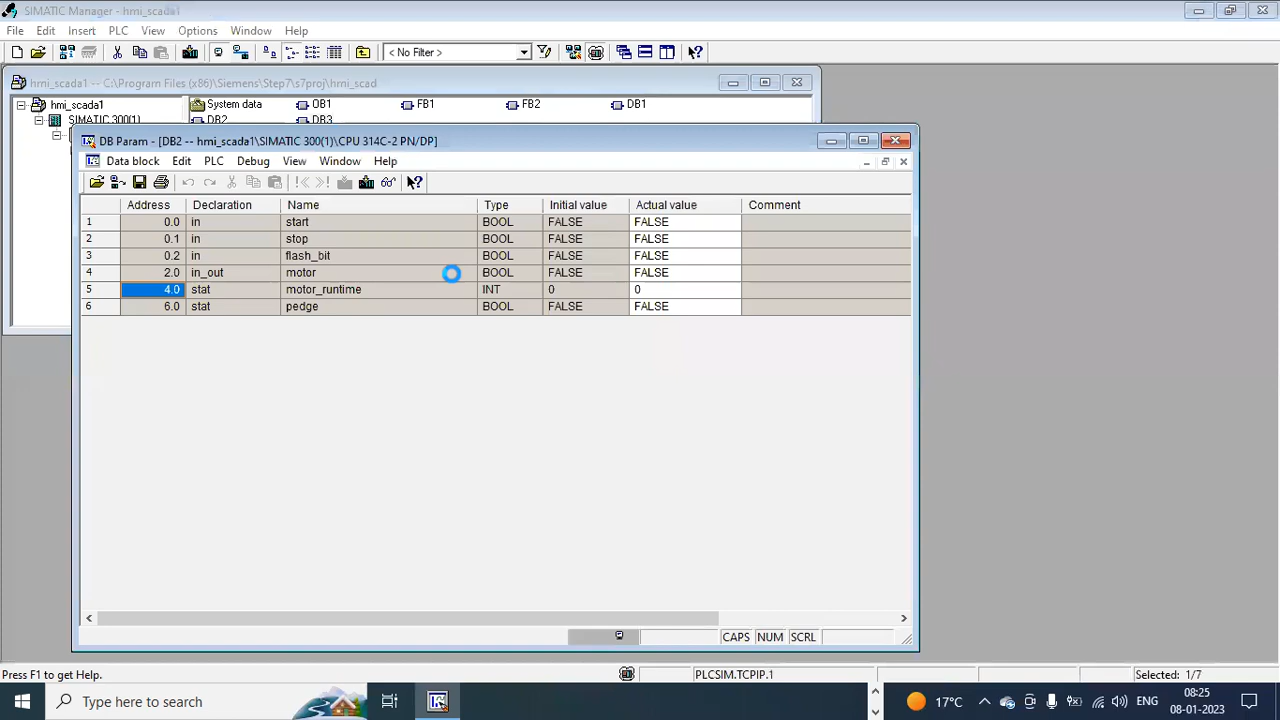 SIMATIC Manager - hmi_scada1
File Edit Insert PLC View Options Window Help
< No Filter >
hmi_scada1 -- C:\Program Files (x86)\Siemens\Step7\s7proj\hmi_scad
hmi_scada1 System data OB1 FB1 FB2 DB1
SIMATIC 300(1) DB2 DB3
DB Param - [DB2 -- hmi_scada1\SIMATIC 300(1)\CPU 314C-2 PN/DP]
Data block Edit PLC Debug View Window Help
Address Declaration Name Type Initial value Actual value Comment
1 0.0 in start BOOL FALSE FALSE
2 0.1 in stop BOOL FALSE FALSE
3 0.2 in flash_bit BOOL FALSE FALSE
4 2.0 in_out motor BOOL FALSE FALSE
5 4.0 stat motor_runtime INT 0 0
6 6.0 stat pedge BOOL FALSE FALSE
CAPS NUM SCRL
Press F1 to get Help. PLCSIM.TCPIP.1 Selected: 1/7
Type here to search 17°C ENG 08:25
08-01-2023